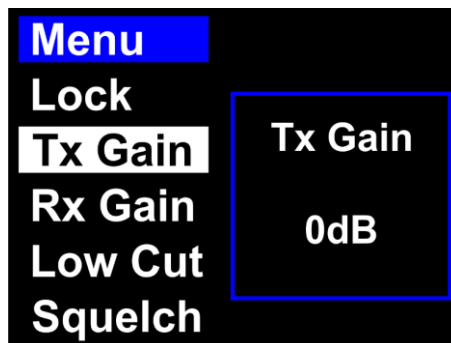 Menu
Lock
Tx Gain
Rx Gain
Low Cut
Squelch
Tx Gain
0dB